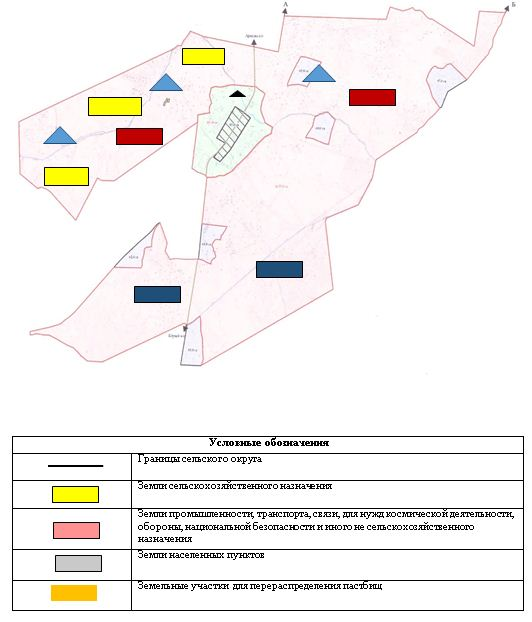 А
Б
Условные обозначения
Границы сельского округа
Земли сельскохозяйственного назначения
Земли промышленности, транспорта, связи, для нужд космической деятельности,
обороны, национальной безопасности и иного не сельскохозяйственного
назначения
Земли населенных пунктов
Земельные участки для перераспределения пастбищ